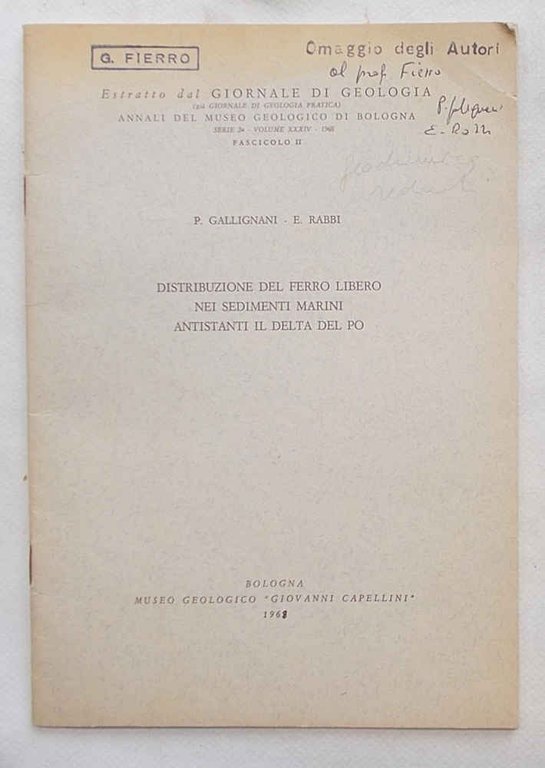 G. FIERRO
Omaggio degli Autori
al prof. Fierro
Estratto dal GIORNALE DI GEOLOGIA
(già GIORNALE DI GEOLOGIA PRATICA)
ANNALI DEL MUSEO GEOLOGICO DI BOLOGNA
SERIE 2a - VOLUME XXXIV - 1966
FASCICOLO II
P. GALLIGNANI - E. RABBI
DISTRIBUZIONE DEL FERRO LIBERO
NEI SEDIMENTI MARINI
ANTISTANTI IL DELTA DEL PO
BOLOGNA
MUSEO GEOLOGICO "GIOVANNI CAPELLINI"
1968